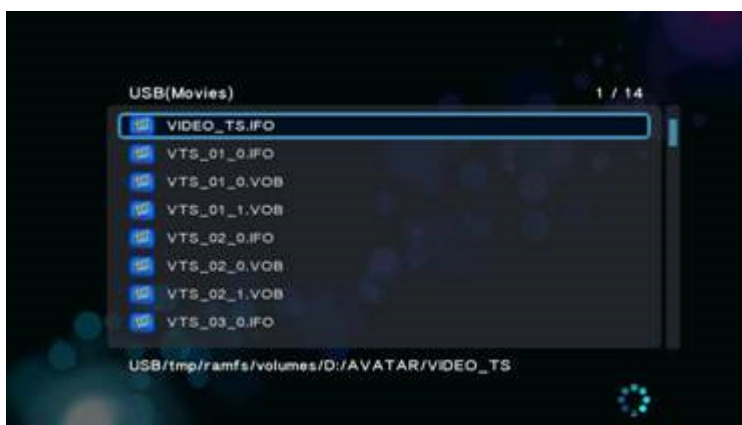 USB(Movies) 1 / 14
VIDEO_TS.IFO
VTS_01_0.IFO
VTS_01_0.VOB
VTS_01_1.VOB
VTS_02_0.IFO
VTS_02_0.VOB
VTS_02_1.VOB
VTS_03_0.IFO
USB/tmp/ramfs/volumes/D:/AVATAR/VIDEO_TS